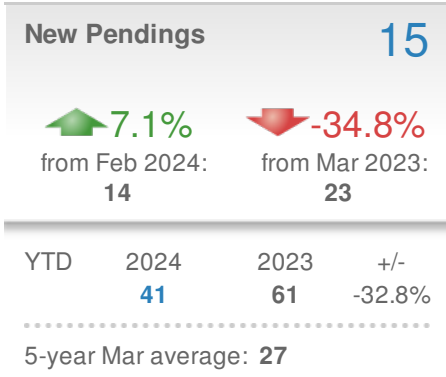 New Pendings 15
7.1% -34.8%
from Feb 2024: from Mar 2023:
14 23
YTD 2024 2023 +/-
41 61 -32.8%
5-year Mar average: 27